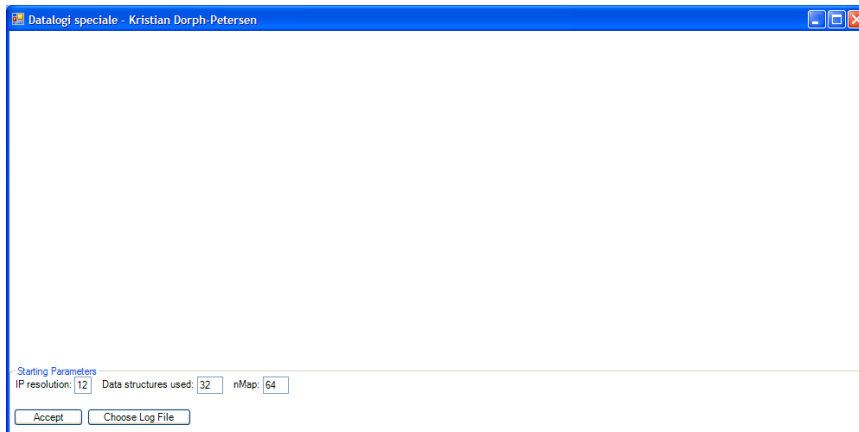 Datalogi speciale - Kristian Dorph-Petersen
Starting Parameters
IP resolution: 12 Data structures used: 32 nMap: 64
Accept Choose Log File